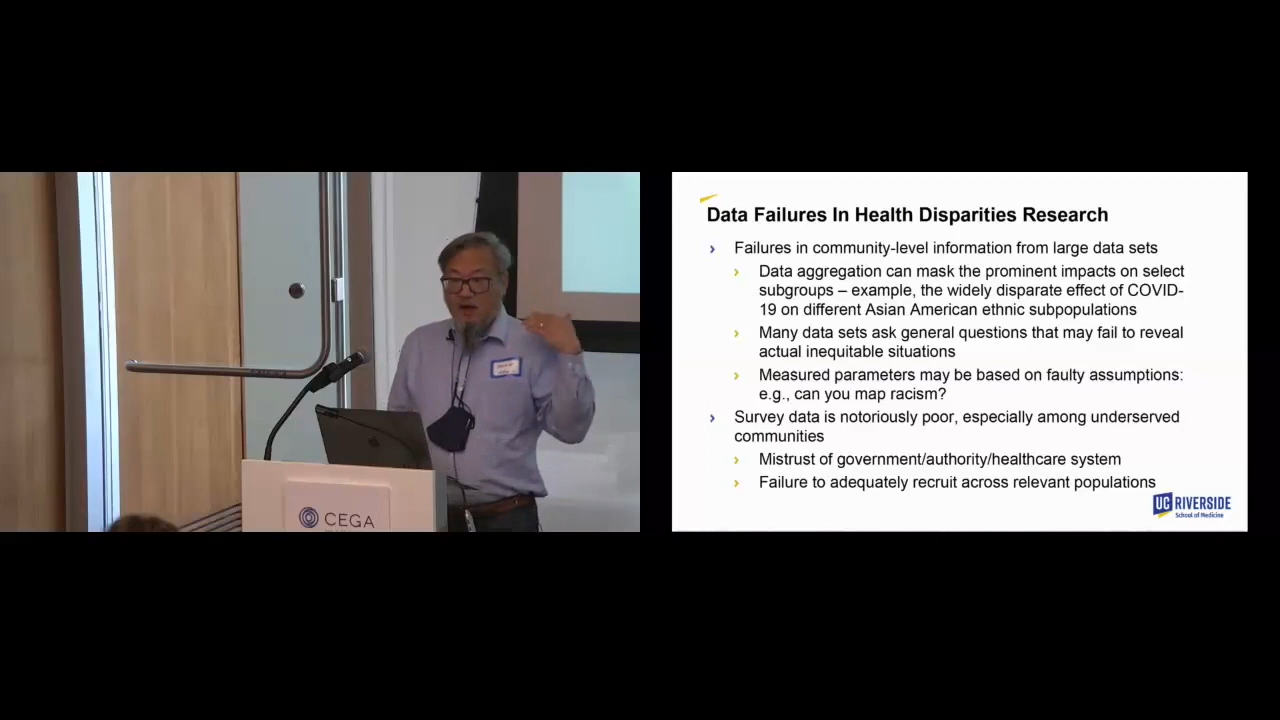 CEGA
Data Failures In Health Disparities Research
› Failures in community-level information from large data sets
› Data aggregation can mask the prominent impacts on select
subgroups – example, the widely disparate effect of COVID-
19 on different Asian American ethnic subpopulations
› Many data sets ask general questions that may fail to reveal
actual inequitable situations
› Measured parameters may be based on faulty assumptions:
e.g., can you map racism?
› Survey data is notoriously poor, especially among underserved
communities
› Mistrust of government/authority/healthcare system
› Failure to adequately recruit across relevant populations
UC RIVERSIDE
School of Medicine